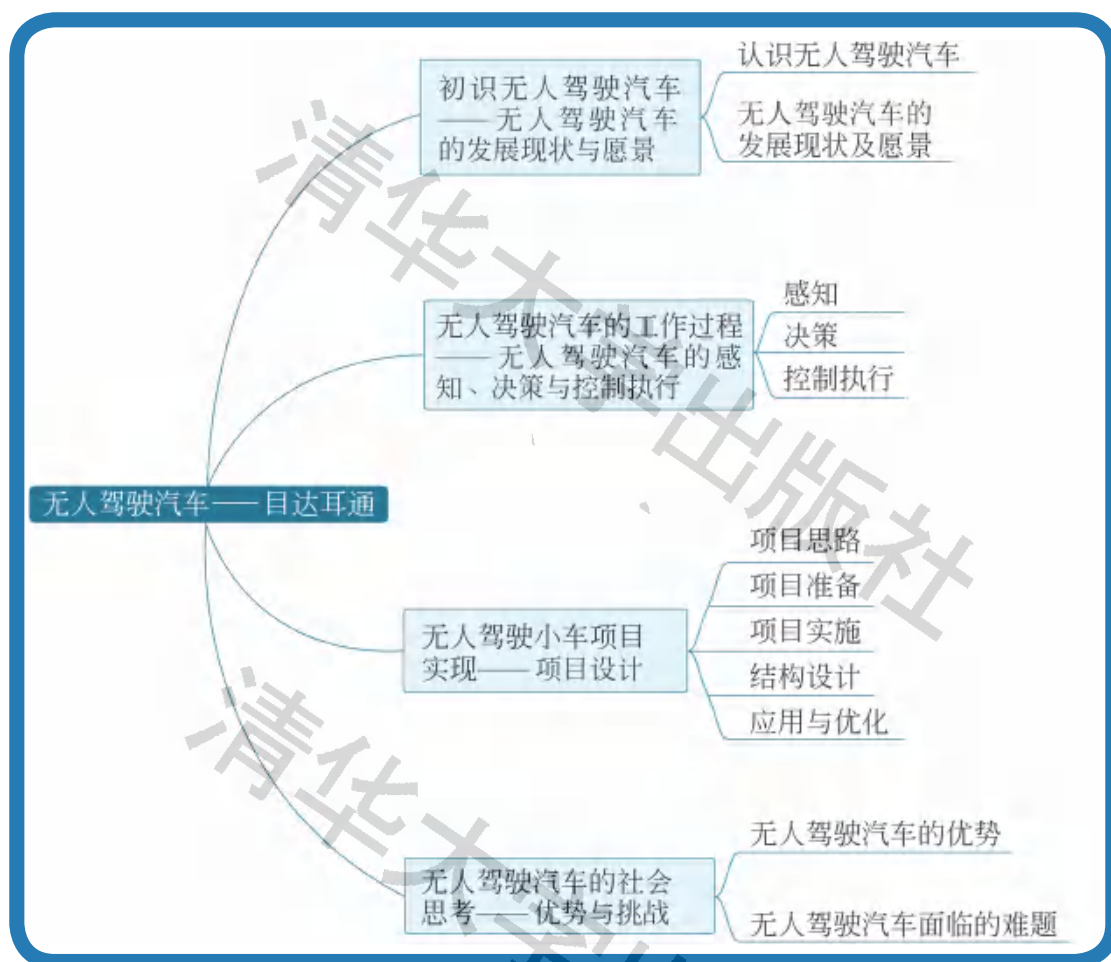 初识无人驾驶汽车
——无人驾驶汽车
的发展现状与愿景
认识无人驾驶汽车
无人驾驶汽车的
发展现状及愿景
无人驾驶汽车的工作过程
——无人驾驶汽车的感
知、决策与控制执行
感知
决策
控制执行
无人驾驶汽车——目达耳通
无人驾驶小车项目
实现——项目设计
项目思路
项目准备
项目实施
结构设计
应用与优化
无人驾驶汽车的社会
思考——优势与挑战
无人驾驶汽车的优势
无人驾驶汽车面临的难题
清华大学出版社
清华大学出